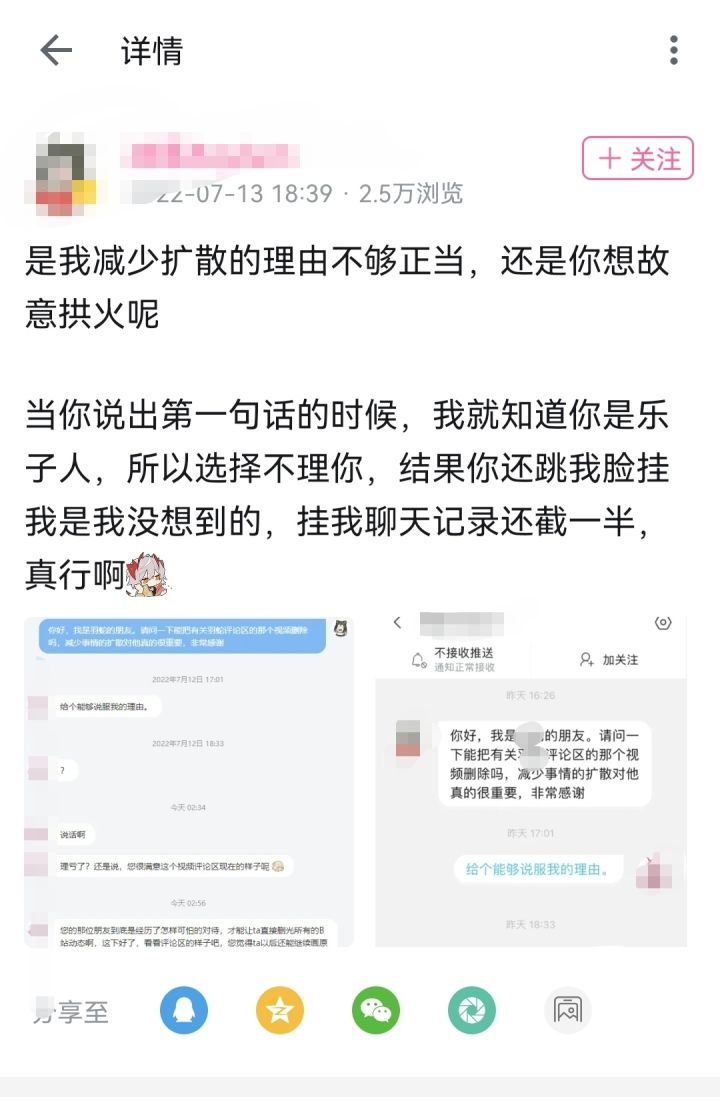 详情
22-07-13 18:39 · 2.5万浏览
+ 关注
是我减少扩散的理由不够正当，还是你想故
意拱火呢
当你说出第一句话的时候，我就知道你是乐
子人，所以选择不理你，结果你还跳我脸挂
我是我没想到的，挂我聊天记录还截一半，
真行啊
你好，我是羽蛇的朋友。请问一下能把有关羽蛇评论区的那个视频删除
吗，减少事情的扩散对他真的很重要，非常感谢
2022年7月12日 17:01
给个能够说服我的理由。
2022年7月12日 18:33
?
今天 02:34
说话啊
理亏了？还是说，您很满意这个视频评论区现在的样子呢
今天 02:56
您的那位朋友到底是经历了怎样可怕的对待，才能让ta直接删光所有的B
站动态啊，这下好了，看看评论区的样子吧，您觉得ta以后还能继续画原
不接收推送
通知正常接收
加关注
昨天 16:26
你好，我是 的朋友。请问一
下能把有关 评论区的那个视
频删除吗，减少事情的扩散对他
真的很重要，非常感谢
昨天 17:01
给个能够说服我的理由。
昨天 18:33
分享至